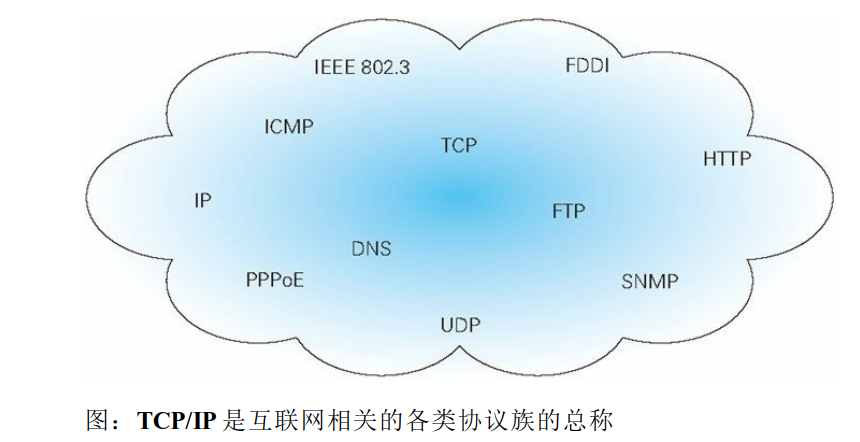 IEEE 802.3
FDDI
ICMP
TCP
HTTP
IP
FTP
DNS
PPPoE
SNMP
UDP
图：TCP/IP 是互联网相关的各类协议族的总称